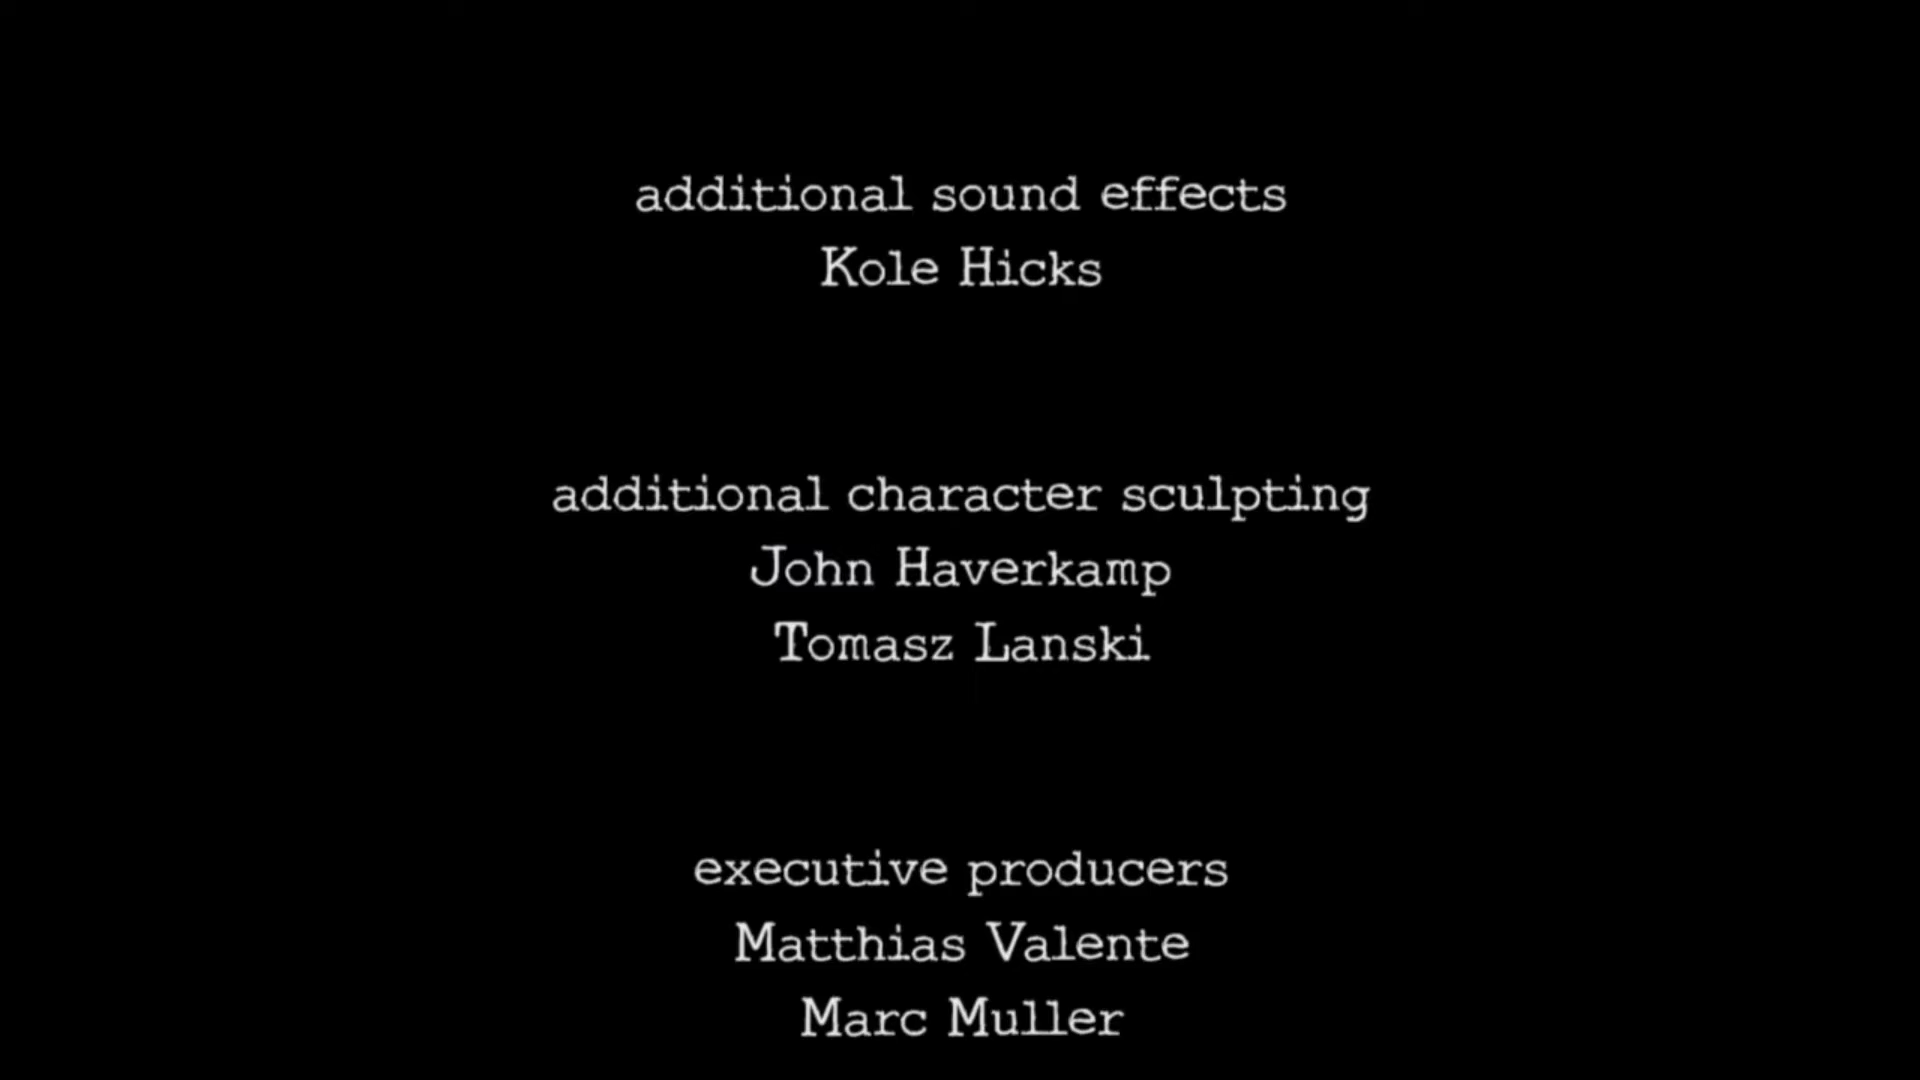 additional sound effects
Kole Hicks
additional character sculpting
John Haverkamp
Tomasz Lanski
executive producers
Matthias Valente
Marc Muller